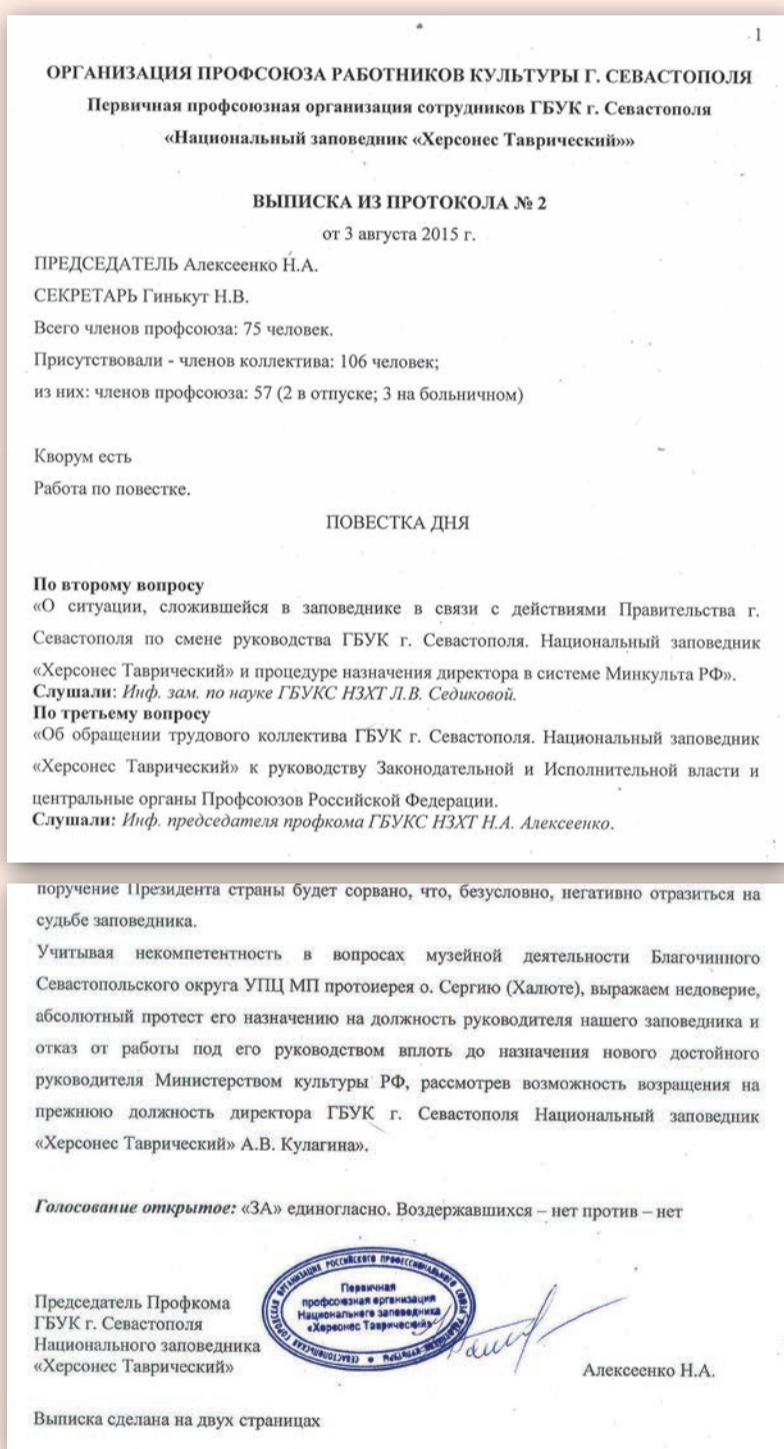 1
ОРГАНИЗАЦИЯ ПРОФСОЮЗА РАБОТНИКОВ КУЛЬТУРЫ Г. СЕВАСТОПОЛЯ
Первичная профсоюзная организация сотрудников ГБУК г. Севастополя
«Национальный заповедник «Херсонес Таврический»»
ВЫПИСКА ИЗ ПРОТОКОЛА № 2
от 3 августа 2015 г.
ПРЕДСЕДАТЕЛЬ Алексеенко Н.А.
СЕКРЕТАРЬ Гинькут Н.В.
Всего членов профсоюза: 75 человек.
Присутствовали - членов коллектива: 106 человек;
из них: членов профсоюза: 57 (2 в отпуске; 3 на больничном)
Кворум есть
Работа по повестке.
ПОВЕСТКА ДНЯ
По второму вопросу
«О ситуации, сложившейся в заповеднике в связи с действиями Правительства г.
Севастополя по смене руководства ГБУК г. Севастополя. Национальный заповедник
«Херсонес Таврический» и процедуре назначения директора в системе Минкульта РФ».
Слушали: Инф. зам. по науке ГБУКС НЗХТ Л.В. Седиковой.
По третьему вопросу
«Об обращении трудового коллектива ГБУК г. Севастополя. Национальный заповедник
«Херсонес Таврический» к руководству Законодательной и Исполнительной власти и
центральные органы Профсоюзов Российской Федерации.
Слушали: Инф. председателя профкома ГБУКС НЗХТ Н.А. Алексеенко.
поручение Президента страны будет сорвано, что, безусловно, негативно отразиться на
судьбе заповедника.
Учитывая некомпетентность в вопросах музейной деятельности Благочинного
Севастопольского округа УПЦ МП протоиерея о. Сергию (Халюте), выражаем недоверие,
абсолютный протест его назначению на должность руководителя нашего заповедника и
отказ от работы под его руководством вплоть до назначения нового достойного
руководителя Министерством культуры РФ, рассмотрев возможность возращения на
прежнюю должность директора ГБУК г. Севастополя Национальный заповедник
«Херсонес Таврический» А.В. Кулагина».
Голосование открытое: «ЗА» единогласно. Воздержавшихся – нет против – нет
Первичная
профсоюзная организация
Национального заповедника
«Херсонес Таврический»
Председатель Профкома
ГБУК г. Севастополя
Национального заповедника
«Херсонес Таврический»
Алексеенко Н.А.
Выписка сделана на двух страницах